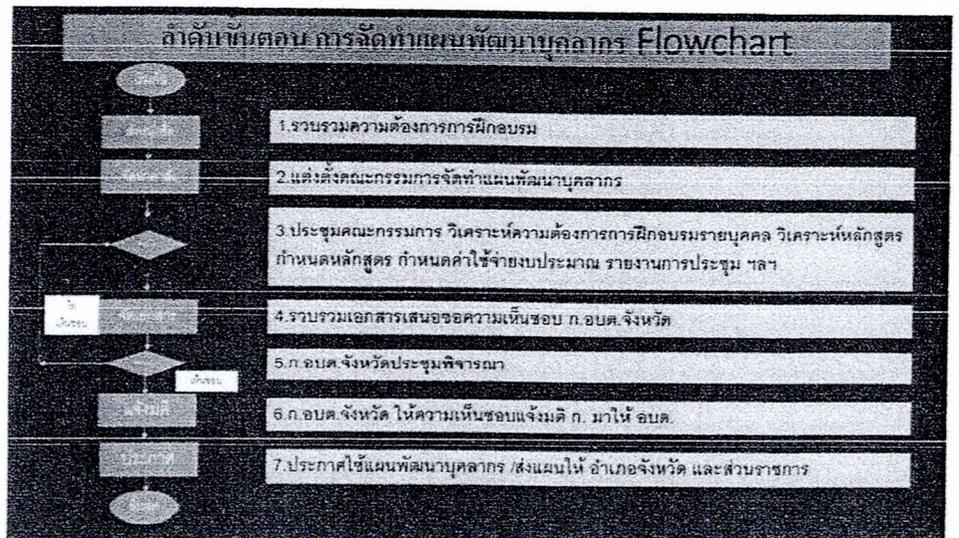 ลำดับขั้นตอน การจัดทำแผนพัฒนาบุคลากร Flowchart
1.รวบรวมความต้องการการฝึกอบรม
2.แต่งตั้งคณะกรรมการจัดทำแผนพัฒนาบุคลากร
3.ประชุมคณะกรรมการ วิเคราะห์ความต้องการการฝึกอบรมรายบุคคล วิเคราะห์หลักสูตร
กำหนดหลักสูตร กำหนดค่าใช้จ่ายงบประมาณ รายงานการประชุม ฯลฯ
ไม่
เห็นชอบ
4.รวบรวมเอกสารเสนอขอความเห็นชอบ ก.อบต.จังหวัด
5.ก.อบต.จังหวัดประชุมพิจารณา
เห็นชอบ
แจ้งมติ
6.ก.อบต.จังหวัด ให้ความเห็นชอบแจ้งมติ ก. มาให้ อบต.
7.ประกาศใช้แผนพัฒนาบุคลากร /ส่งแผนให้ อำเภอจังหวัด และส่วนราชการ